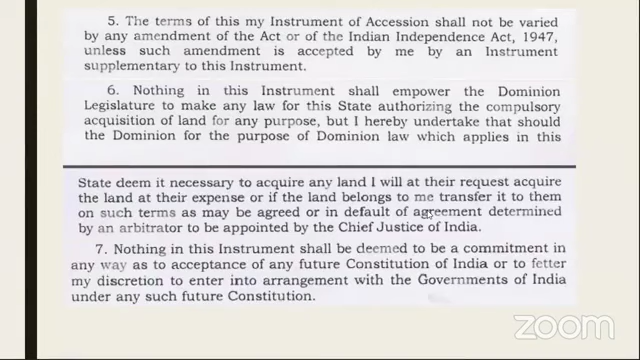 5. The terms of this my Instrument of Accession shall not be varied
by any amendment of the Act or of the Indian Independence Act, 1947,
unless such amendment is accepted by me by an Instrument
supplementary to this Instrument.
6. Nothing in this Instrument shall empower the Dominion
Legislature to make any law for this State authorizing the compulsory
acquisition of land for any purpose, but I hereby undertake that should
the Dominion for the purpose of Dominion law which applies in this
State deem it necessary to acquire any land I will at their request acquire
the land at their expense or if the land belongs to me transfer it to them
on such terms as may be agreed or in default of agreement determined
by an arbitrator to be appointed by the Chief Justice of India.
7. Nothing in this Instrument shall be deemed to be a commitment in
any way as to acceptance of any future Constitution of India or to fetter
my discretion to enter into arrangement with the Governments of India
under any such future Constitution.
zoom